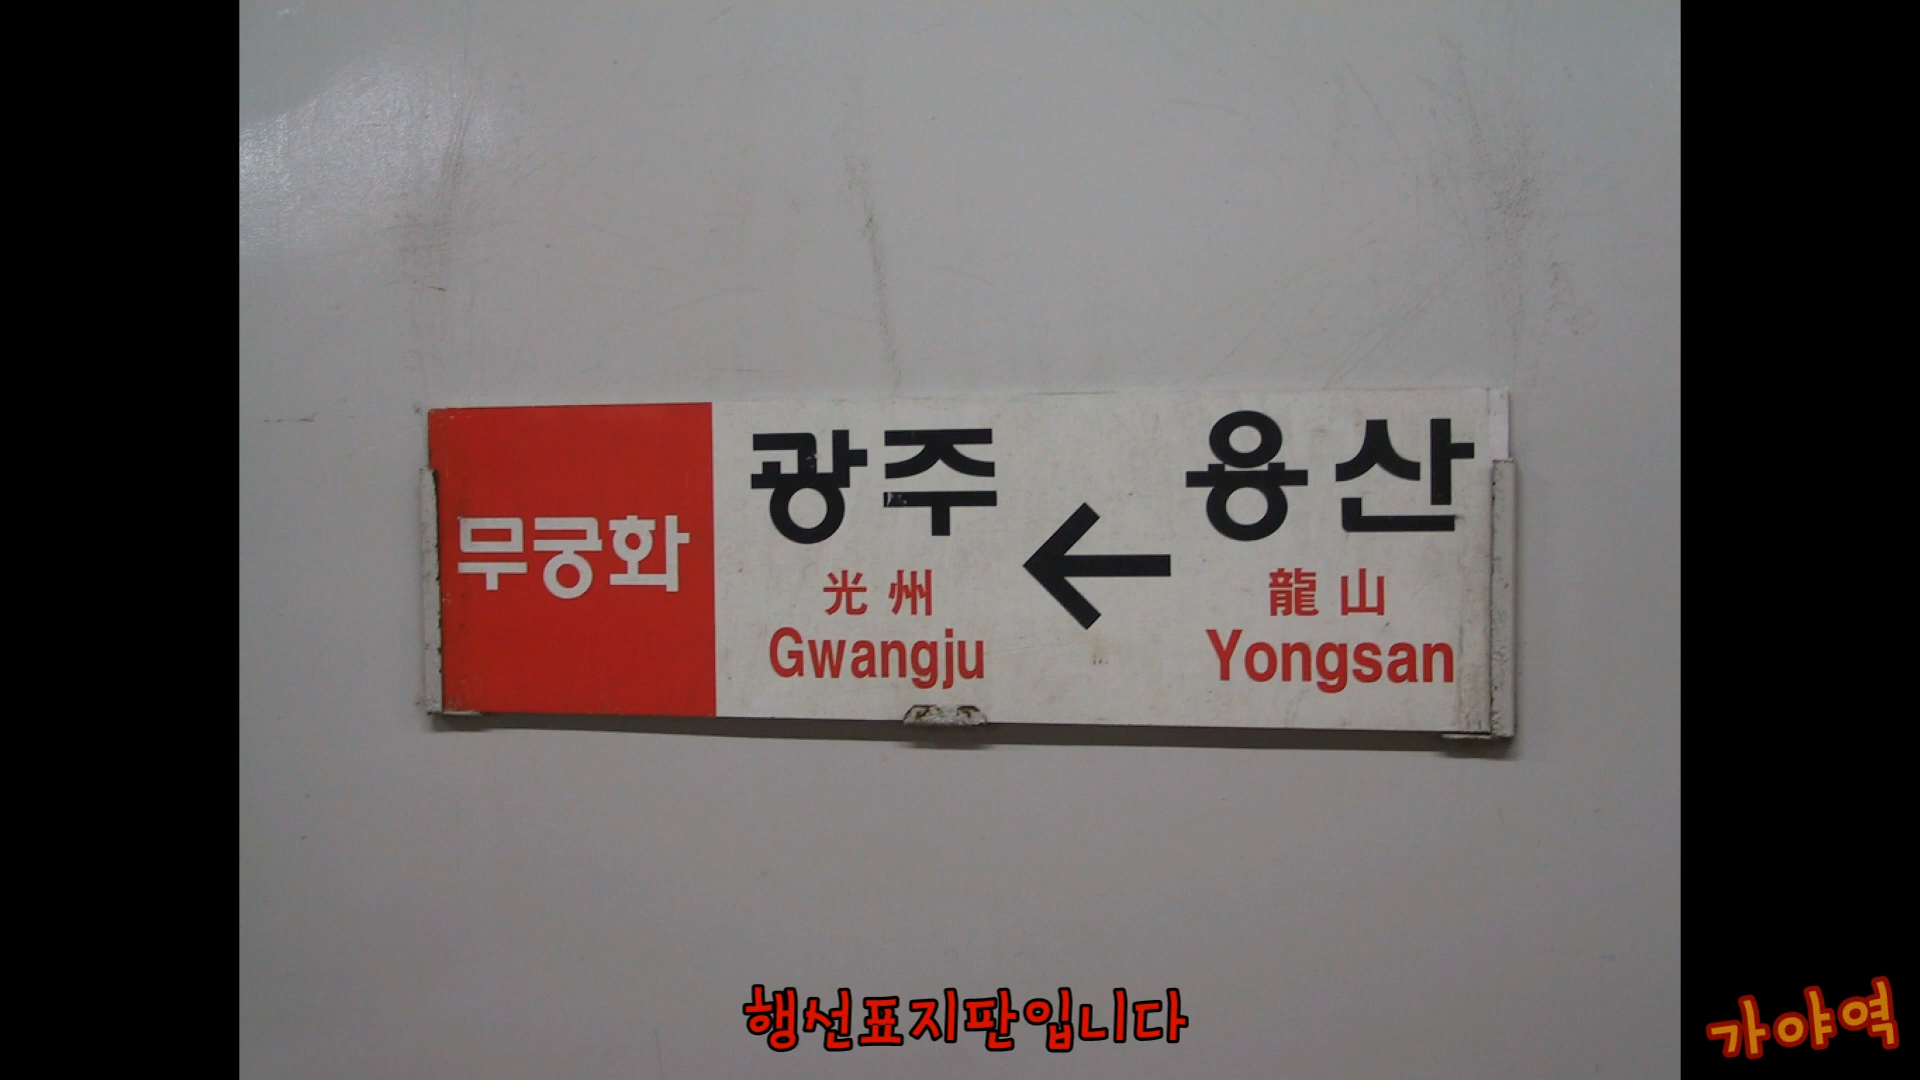 무궁화
광주 ← 용산
光州 龍山
Gwangju Yongsan
행선표지판입니다
가야역